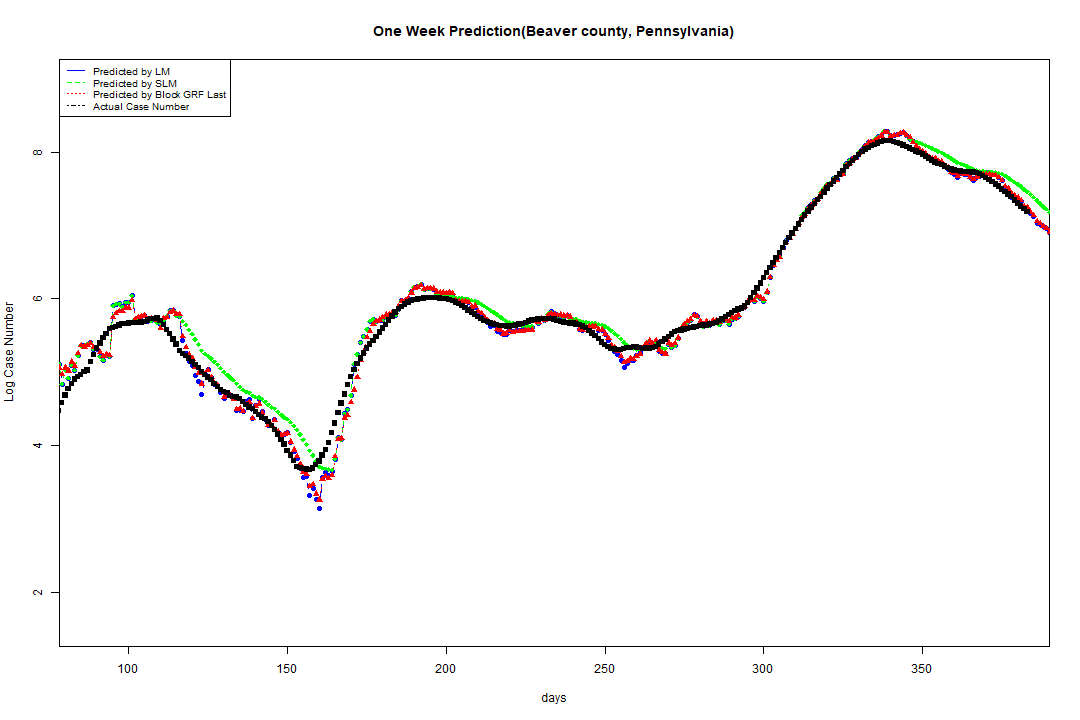 One Week Prediction(Beaver county, Pennsylvania)
Predicted by LM
Predicted by SLM
Predicted by Block GRF Last
Actual Case Number
8
6
4
2
Log Case Number
100 150 200 250 300 350
days